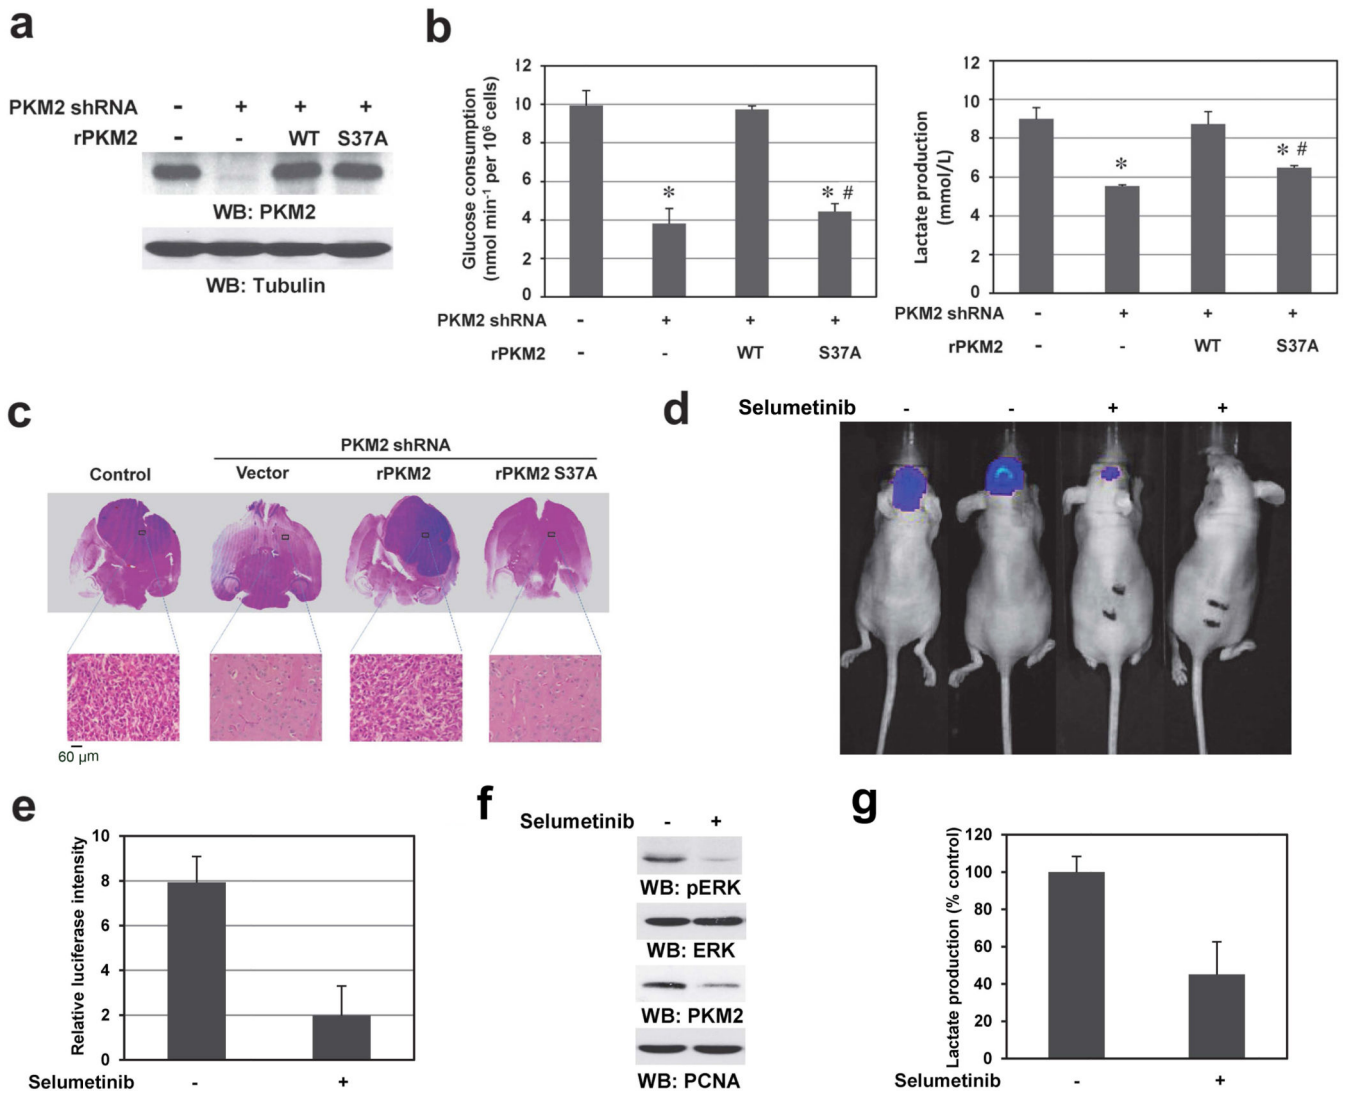 a
PKM2 shRNA - + + +
rPKM2 - - WT S37A
WB: PKM2
WB: Tubulin
b
Glucose consumption
(nmol min⁻¹ per 10⁶ cells)
12
10
8
6
4
2
0
*
* #
PKM2 shRNA - + + +
rPKM2 - - WT S37A
Lactate production
(mmol/L)
12
10
8
6
4
2
0
*
* #
PKM2 shRNA - + + +
rPKM2 - - WT S37A
c
PKM2 shRNA
Control Vector rPKM2 rPKM2 S37A
60 µm
d
Selumetinib - - + +
e
Relative luciferase intensity
10
8
6
4
2
0
Selumetinib - +
f
Selumetinib - +
WB: pERK
WB: ERK
WB: PKM2
WB: PCNA
g
Lactate production (% control)
120
100
80
60
40
20
0
Selumetinib - +